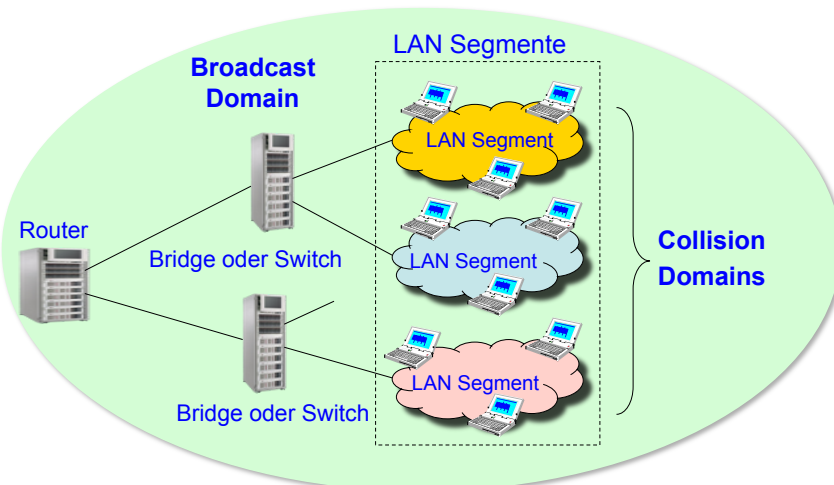 LAN Segmente
Broadcast
Domain
LAN Segment
Router
Bridge oder Switch
LAN Segment
Collision
Domains
LAN Segment
Bridge oder Switch